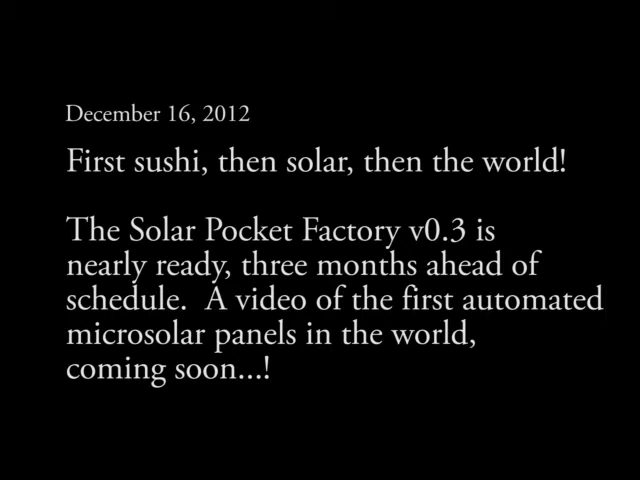 December 16, 2012
First sushi, then solar, then the world!
The Solar Pocket Factory v0.3 is
nearly ready, three months ahead of
schedule.  A video of the first automated
microsolar panels in the world,
coming soon...!